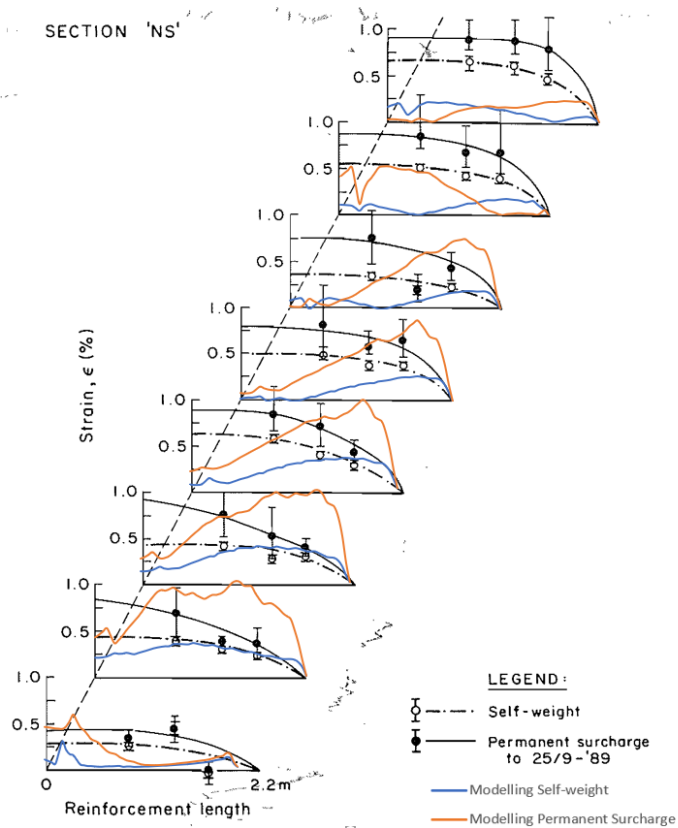 SECTION 'NS'
1.0
0.5
1.0
0.5
1.0
0.5
1.0
0.5
1.0
0.5
1.0
0.5
1.0
0.5
1.0
0.5
Strain, ε (%)
0
2.2m
Reinforcement length
LEGEND:
Self-weight
Permanent surcharge
to 25/9-'89
Modelling Self-weight
Modelling Permanent Surcharge